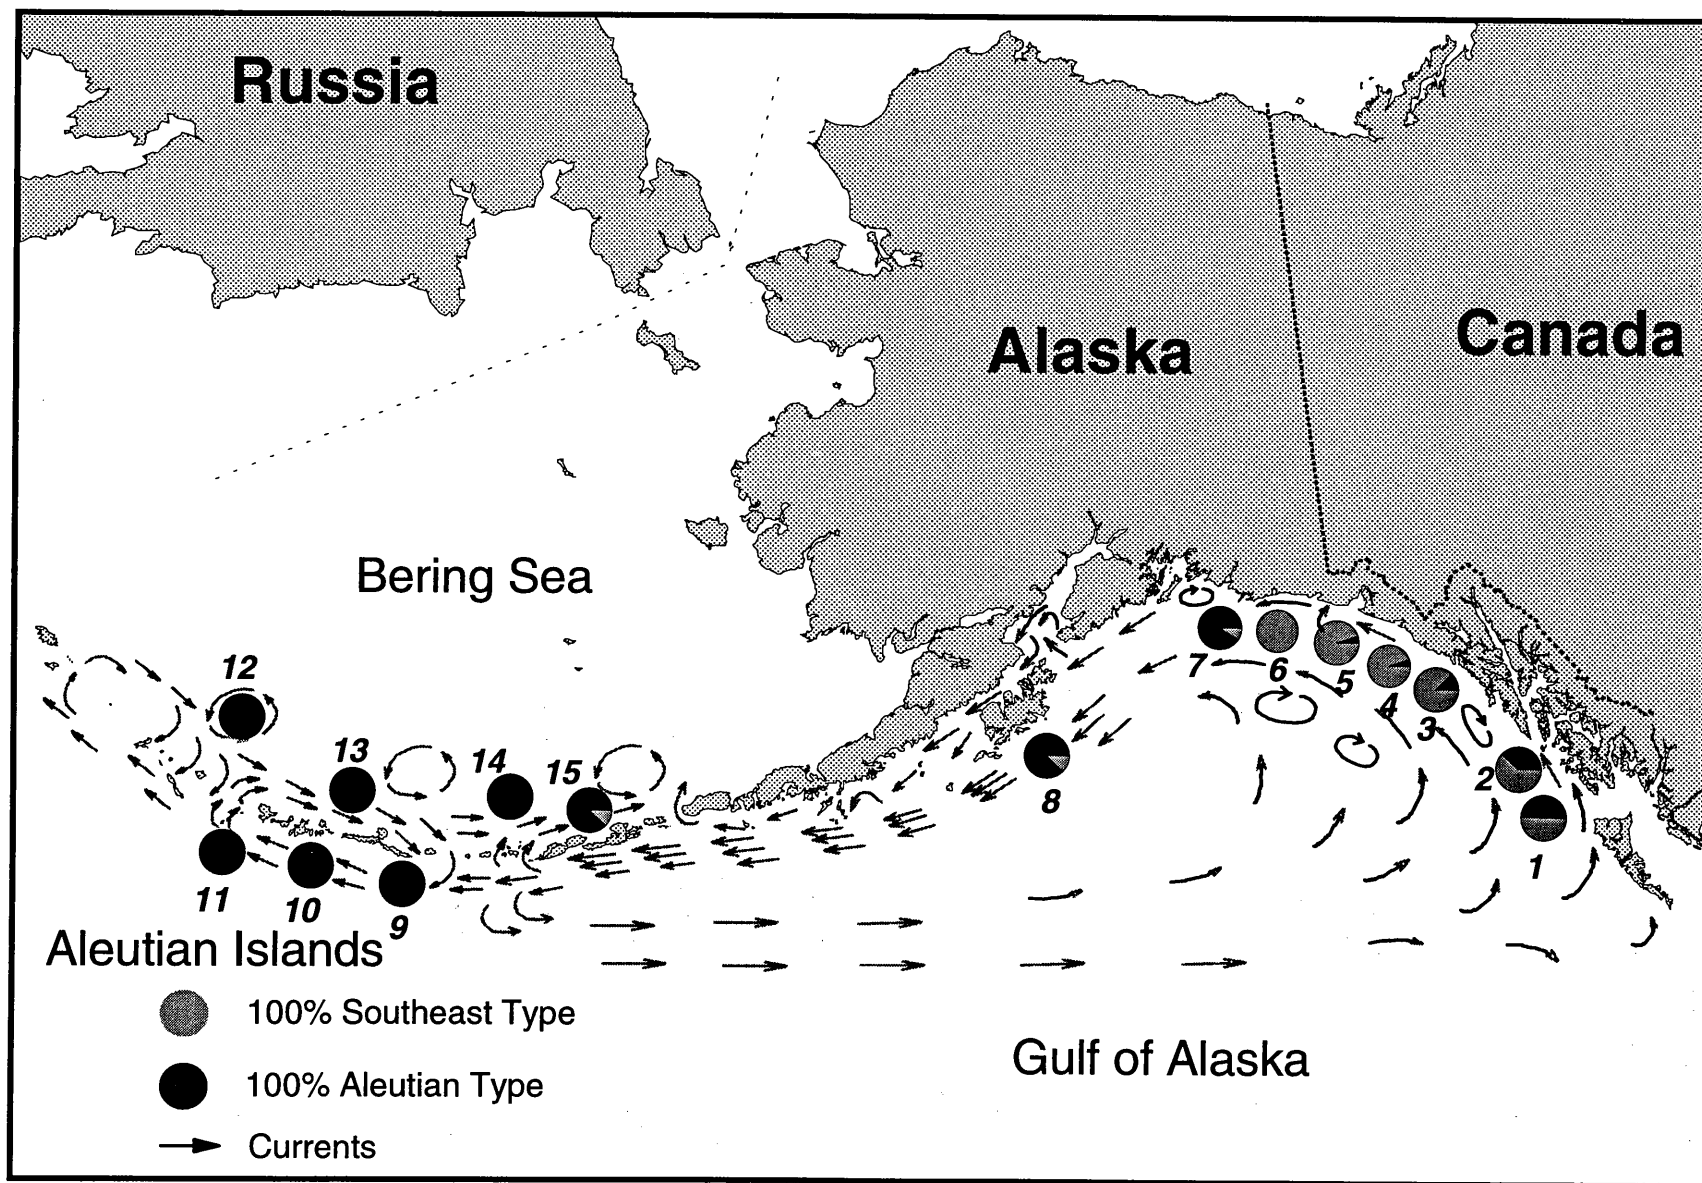 Russia
Canada
Alaska
Bering Sea
12
13
14
15
7
6
5
4
3
2
8
1
11
10
9
Aleutian Islands
100% Southeast Type
100% Aleutian Type
Currents
Gulf of Alaska